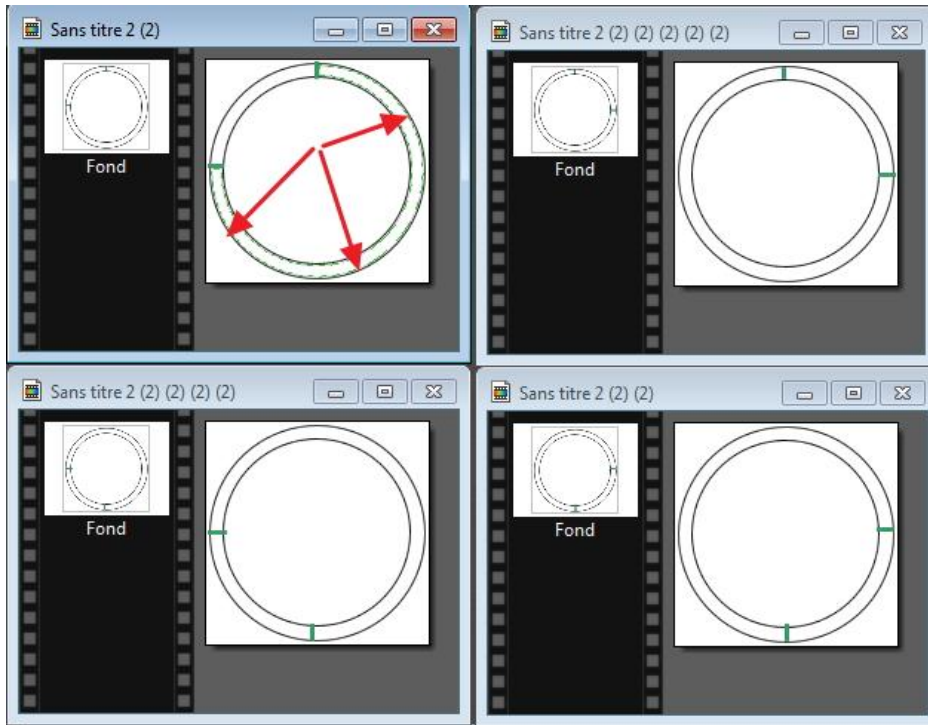 Sans titre 2 (2)
Fond
Sans titre 2 (2) (2) (2) (2) (2)
Fond
Sans titre 2 (2) (2) (2) (2)
Fond
Sans titre 2 (2) (2)
Fond